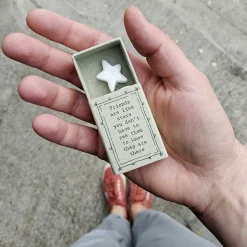 Friends
are like
stars
you don't
have to
see them
to know
they are
there